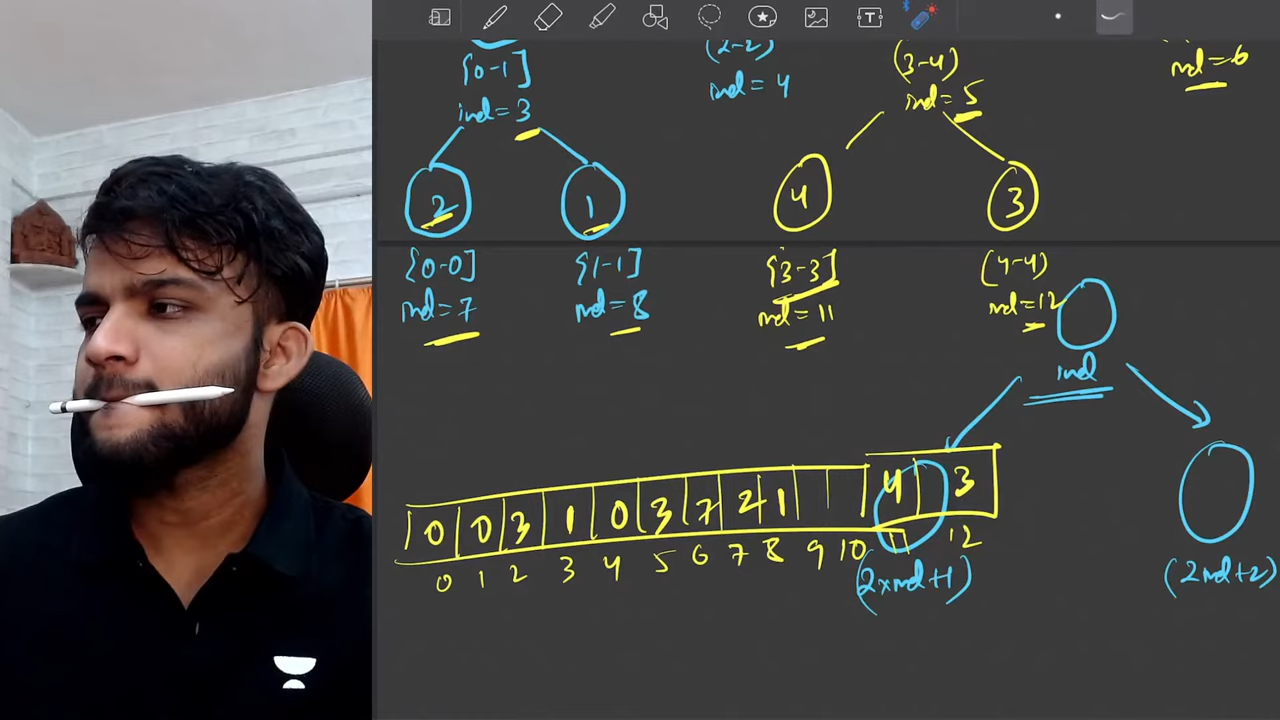 [0-1] (2-2) (3-4)
ind = 3 ind = 4 ind = 5 ind = 6
2 1 4 3
[0-0] [1-1] [3-3] (4-4)
ind = 7 ind = 8 ind = 11 ind = 12
ind
0 0 3 1 0 3 7 2 1 4 3
0 1 2 3 4 5 6 7 8 9 10 11 12
(2xind+1) (2ind+2)